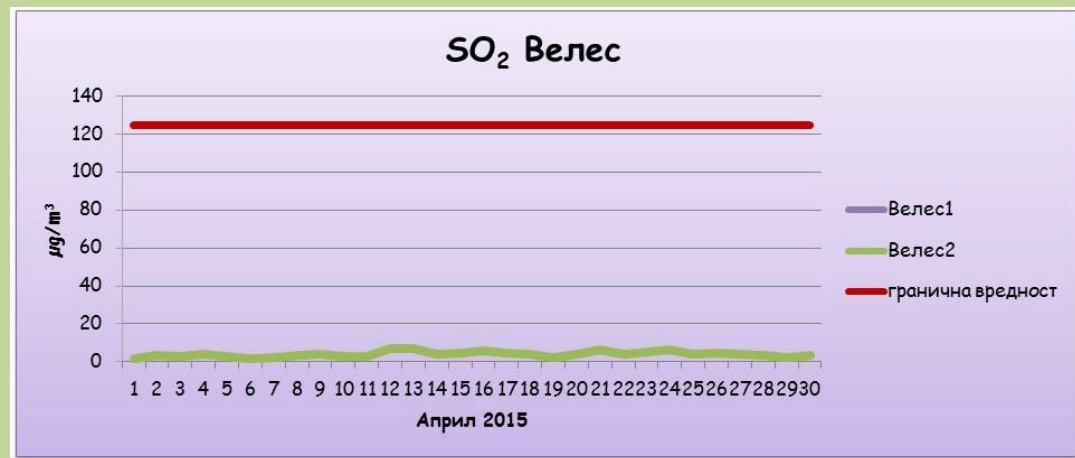 SO₂ Велес
140
120
100
80
60
40
20
0
µg/m³
1 2 3 4 5 6 7 8 9 10 11 12 13 14 15 16 17 18 19 20 21 22 23 24 25 26 27 28 29 30
Април 2015
Велес1
Велес2
гранична вредност